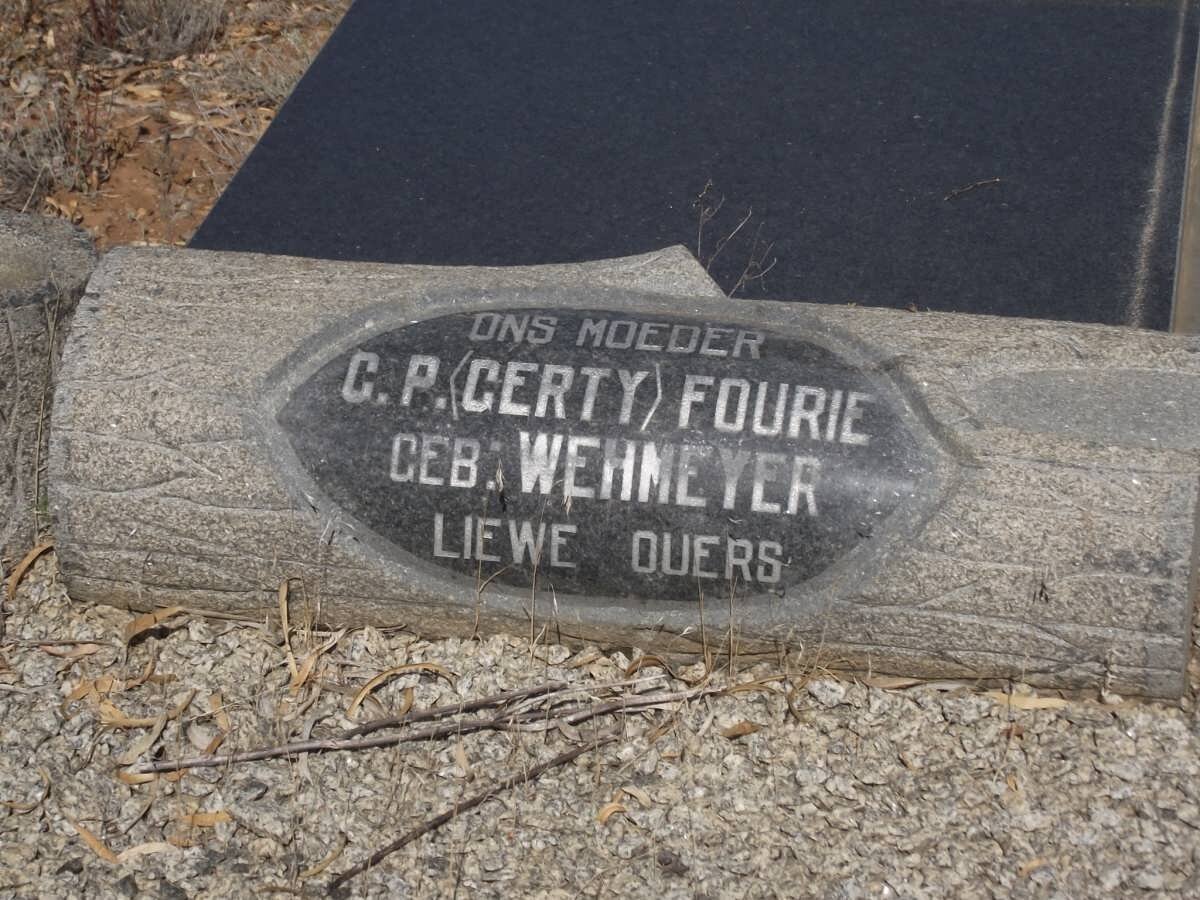 ONS MOEDER
G. P. (GERTY) FOURIE
GEB: WEHMEYER
LIEWE OUERS